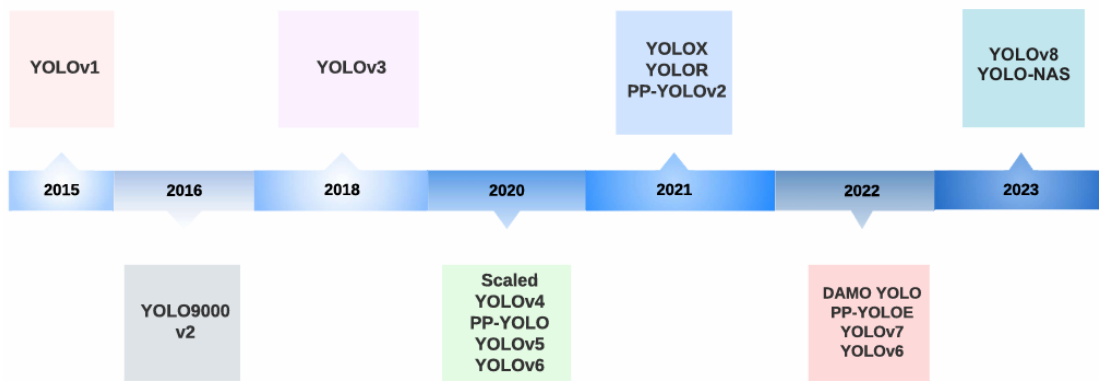 YOLOv1
YOLOv3
YOLOX
YOLOR
PP-YOLOv2
YOLOv8
YOLO-NAS
2015
2016
2018
2020
2021
2022
2023
YOLO9000
v2
Scaled
YOLOv4
PP-YOLO
YOLOv5
YOLOv6
DAMO YOLO
PP-YOLOE
YOLOv7
YOLOv6